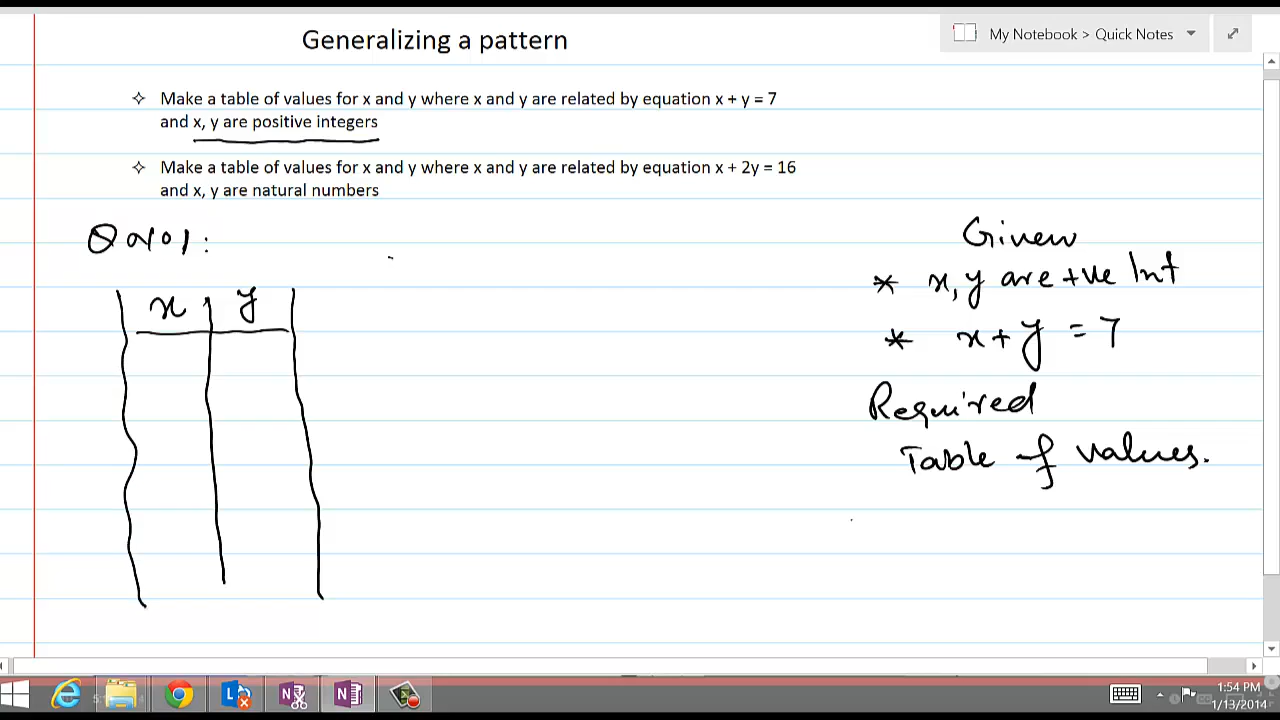 Generalizing a pattern
My Notebook > Quick Notes
Make a table of values for x and y where x and y are related by equation x + y = 7
and x, y are positive integers
Make a table of values for x and y where x and y are related by equation x + 2y = 16
and x, y are natural numbers
x y
Given
* x, y are +ve Int
* x + y = 7
Required
Table of values.
1:54 PM
1/13/2014